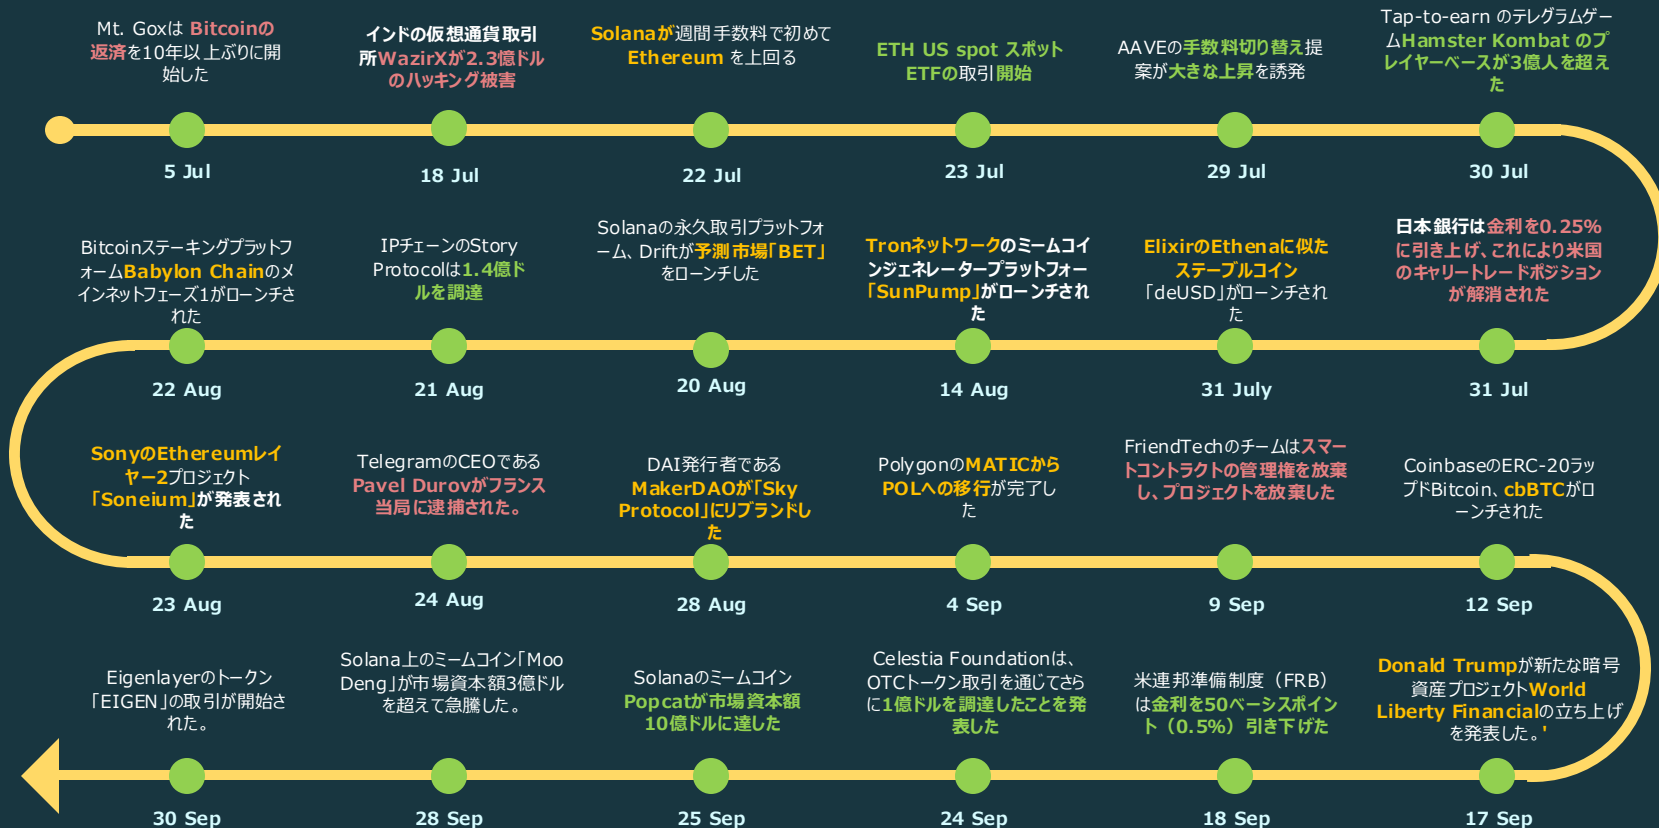 Mt. Goxは Bitcoinの
返済を10年以上ぶりに開
始した
5 Jul
インドの仮想通貨取引
所WazirXが2.3億ドル
のハッキング被害
18 Jul
Solanaが週間手数料で初めて
Ethereum を上回る
22 Jul
ETH US spot スポット
ETFの取引開始
23 Jul
AAVEの手数料切り替え提
案が大きな上昇を誘発
29 Jul
Tap-to-earn のテレグラムゲー
ムHamster Kombat のプ
レイヤーベースが3億人を超え
た
30 Jul
日本銀行は金利を0.25%
に引き上げ、これにより米国
のキャリートレードポジション
が解消された
31 Jul
ElixirのEthenaに似た
ステーブルコイン
「deUSD」がローンチされ
た
31 July
Tronネットワークのミームコイ
ンジェネレータープラットフォー
「SunPump」がローンチされ
た
14 Aug
Solanaの永久取引プラットフォ
ーム、Driftが予測市場「BET」
をローンチした
20 Aug
IPチェーンのStory
Protocolは1.4億ド
ルを調達
21 Aug
Bitcoinステーキングプラットフ
ォームBabylon Chainのメ
インネットフェーズ1がローンチさ
れた
22 Aug
SonyのEthereumレイ
ヤー2プロジェクト
「Soneium」が発表され
た
23 Aug
TelegramのCEOである
Pavel Durovがフランス
当局に逮捕された。
24 Aug
DAI発行者である
MakerDAOが「Sky
Protocol」にリブランドし
た
28 Aug
PolygonのMATICから
POLへの移行が完了し
た
4 Sep
FriendTechのチームはスマー
トコントラクトの管理権を放棄
し、プロジェクトを放棄した
9 Sep
CoinbaseのERC-20ラッ
プドBitcoin、cbBTCがロ
ーンチされた
12 Sep
Donald Trumpが新たな暗号
資産プロジェクトWorld
Liberty Financialの立ち上げ
を発表した。'
17 Sep
米連邦準備制度（FRB）
は金利を50ベーシスポイン
ト（0.5%）引き下げた
18 Sep
Celestia Foundationは、
OTCトークン取引を通じてさら
に1億ドルを調達したことを発
表した
24 Sep
Solanaのミームコイン
Popcatが市場資本額
10億ドルに達した
25 Sep
Solana上のミームコイン「Moo
Deng」が市場資本額3億ドル
を超えて急騰した。
28 Sep
Eigenlayerのトークン
「EIGEN」の取引が開始さ
れた。
30 Sep